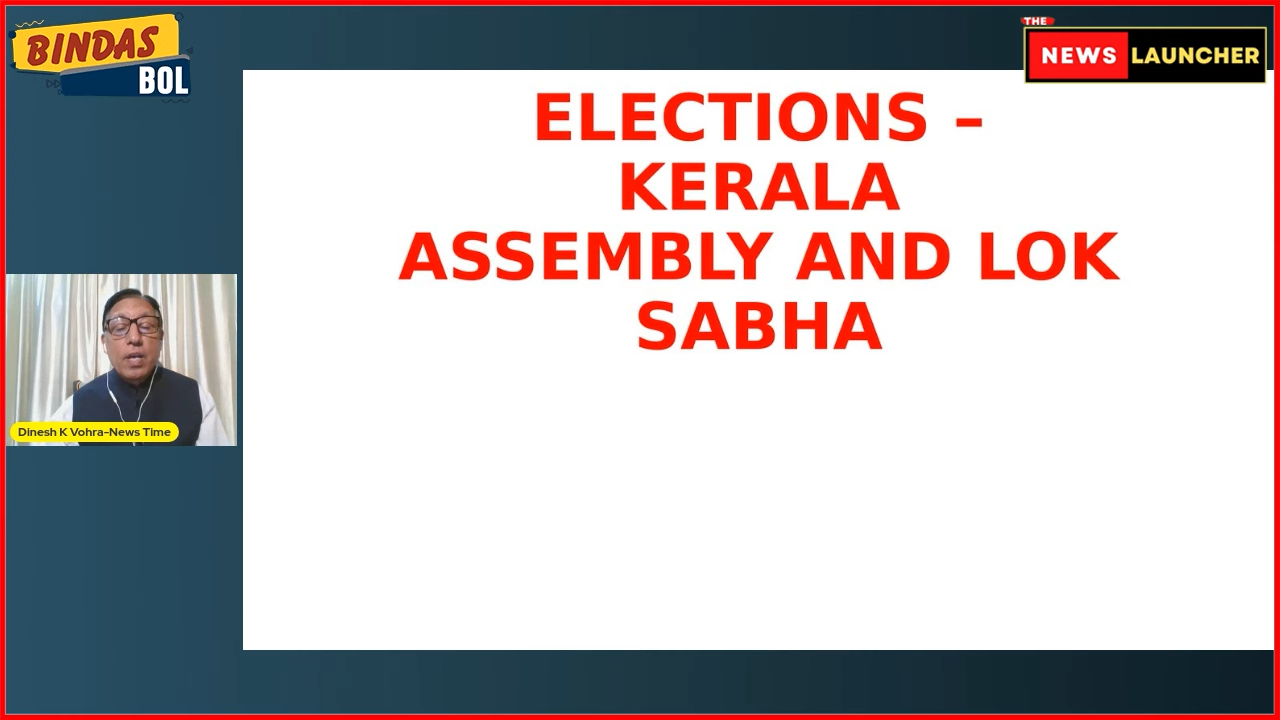 BINDAS
BOL
THE
NEWS LAUNCHER
ELECTIONS –
KERALA
ASSEMBLY AND LOK
SABHA
Dinesh K Vohra-News Time